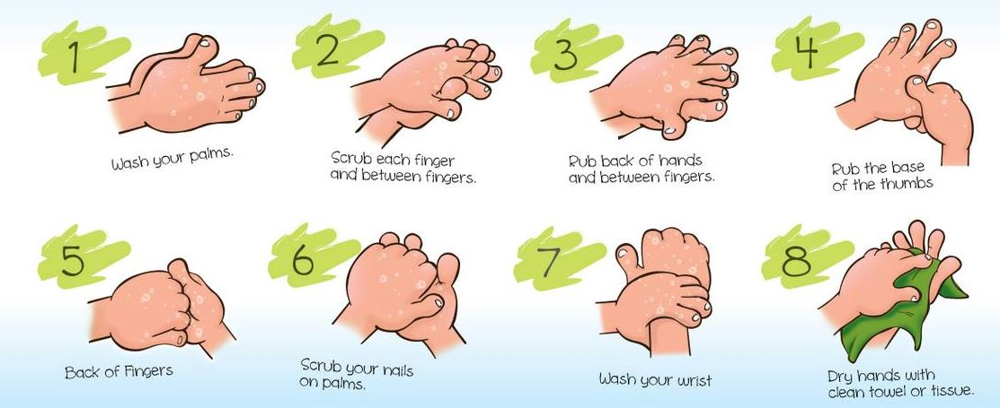 1
Wash your palms.
2
Scrub each finger
and between fingers.
3
Rub back of hands
and between fingers.
4
Rub the base
of the thumbs
5
Back of Fingers
6
Scrub your nails
on palms.
7
Wash your wrist
8
Dry hands with
clean towel or tissue.